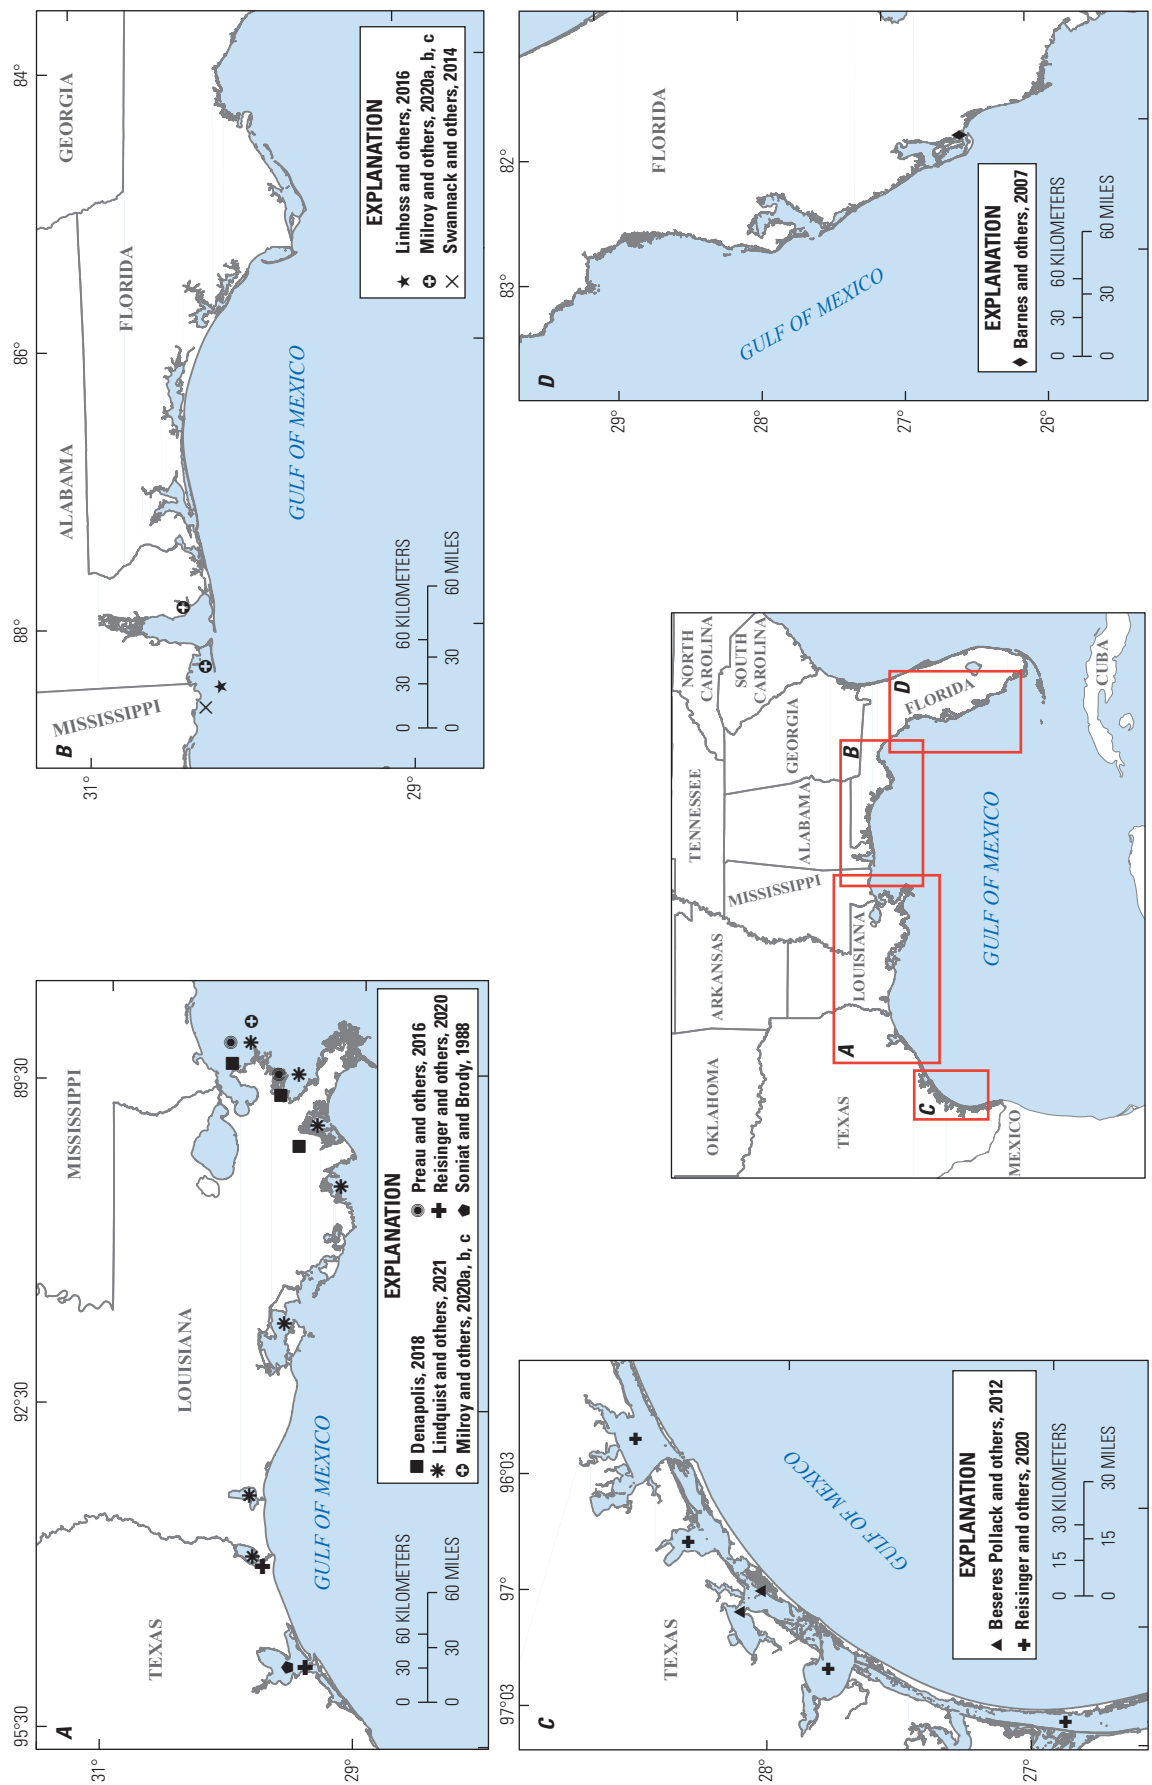 A
95°30
92°30
89°30
31°
29°
TEXAS
LOUISIANA
MISSISSIPPI
GULF OF MEXICO
0 30 60 KILOMETERS
0 30 60 MILES
EXPLANATION
Denapolis, 2018
Lindquist and others, 2021
Milroy and others, 2020a, b, c
Preau and others, 2016
Reisinger and others, 2020
Soniat and Brody, 1988
B
88°
86°
84°
31°
29°
MISSISSIPPI
ALABAMA
FLORIDA
GEORGIA
GULF OF MEXICO
0 30 60 KILOMETERS
0 30 60 MILES
EXPLANATION
Linhoss and others, 2016
Milroy and others, 2020a, b, c
Swannack and others, 2014
C
97°03
97°
96°03
28°
27°
TEXAS
GULF OF MEXICO
EXPLANATION
Beseres Pollack and others, 2012
Reisinger and others, 2020
0 15 30 KILOMETERS
0 15 30 MILES
OKLAHOMA
ARKANSAS
TENNESSEE
NORTH
CAROLINA
SOUTH
CAROLINA
TEXAS
LOUISIANA
MISSISSIPPI
ALABAMA
GEORGIA
FLORIDA
A
B
C
D
GULF OF MEXICO
MEXICO
CUBA
D
83°
82°
29°
28°
27°
26°
FLORIDA
GULF OF MEXICO
EXPLANATION
Barnes and others, 2007
0 30 60 KILOMETERS
0 30 60 MILES